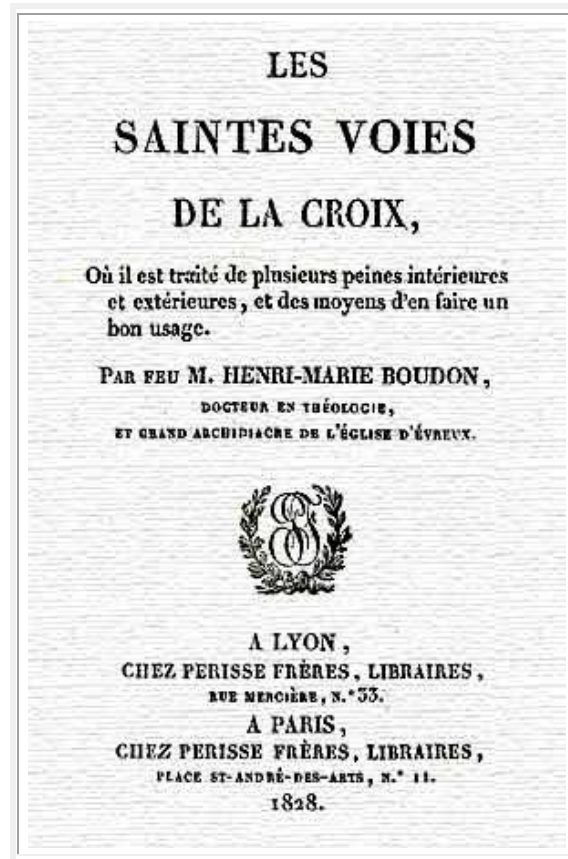 LES
SAINTES VOIES
DE LA CROIX,
Où il est traité de plusieurs peines intérieures
et extérieures, et des moyens d'en faire un
bon usage.
PAR FEU M. HENRI-MARIE BOUDON,
DOCTEUR EN THÉOLOGIE,
ET GRAND ARCHIDIACRE DE L'ÉGLISE D'ÉVREUX.
A LYON,
CHEZ PERISSE FRÈRES, LIBRAIRES,
RUE MERCIÈRE, N.° 33.
A PARIS,
CHEZ PERISSE FRÈRES, LIBRAIRES,
PLACE ST-ANDRÉ-DES-ARTS, N.° 11.
1828.